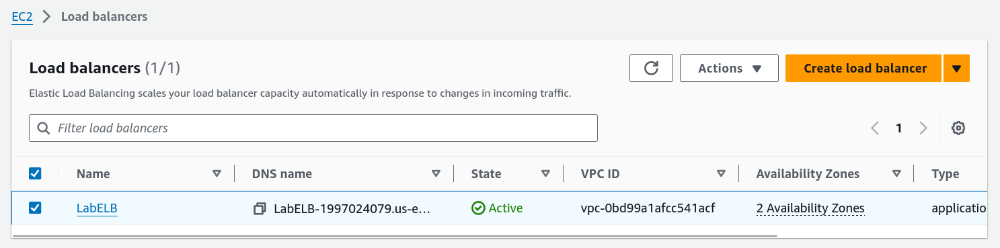 EC2 > Load balancers
Load balancers (1/1)
Actions
Create load balancer
Elastic Load Balancing scales your load balancer capacity automatically in response to changes in incoming traffic.
Filter load balancers
1
Name DNS name State VPC ID Availability Zones Type
LabELB LabELB-1997024079.us-e... Active vpc-0bd99a1afcc541acf 2 Availability Zones applicatio